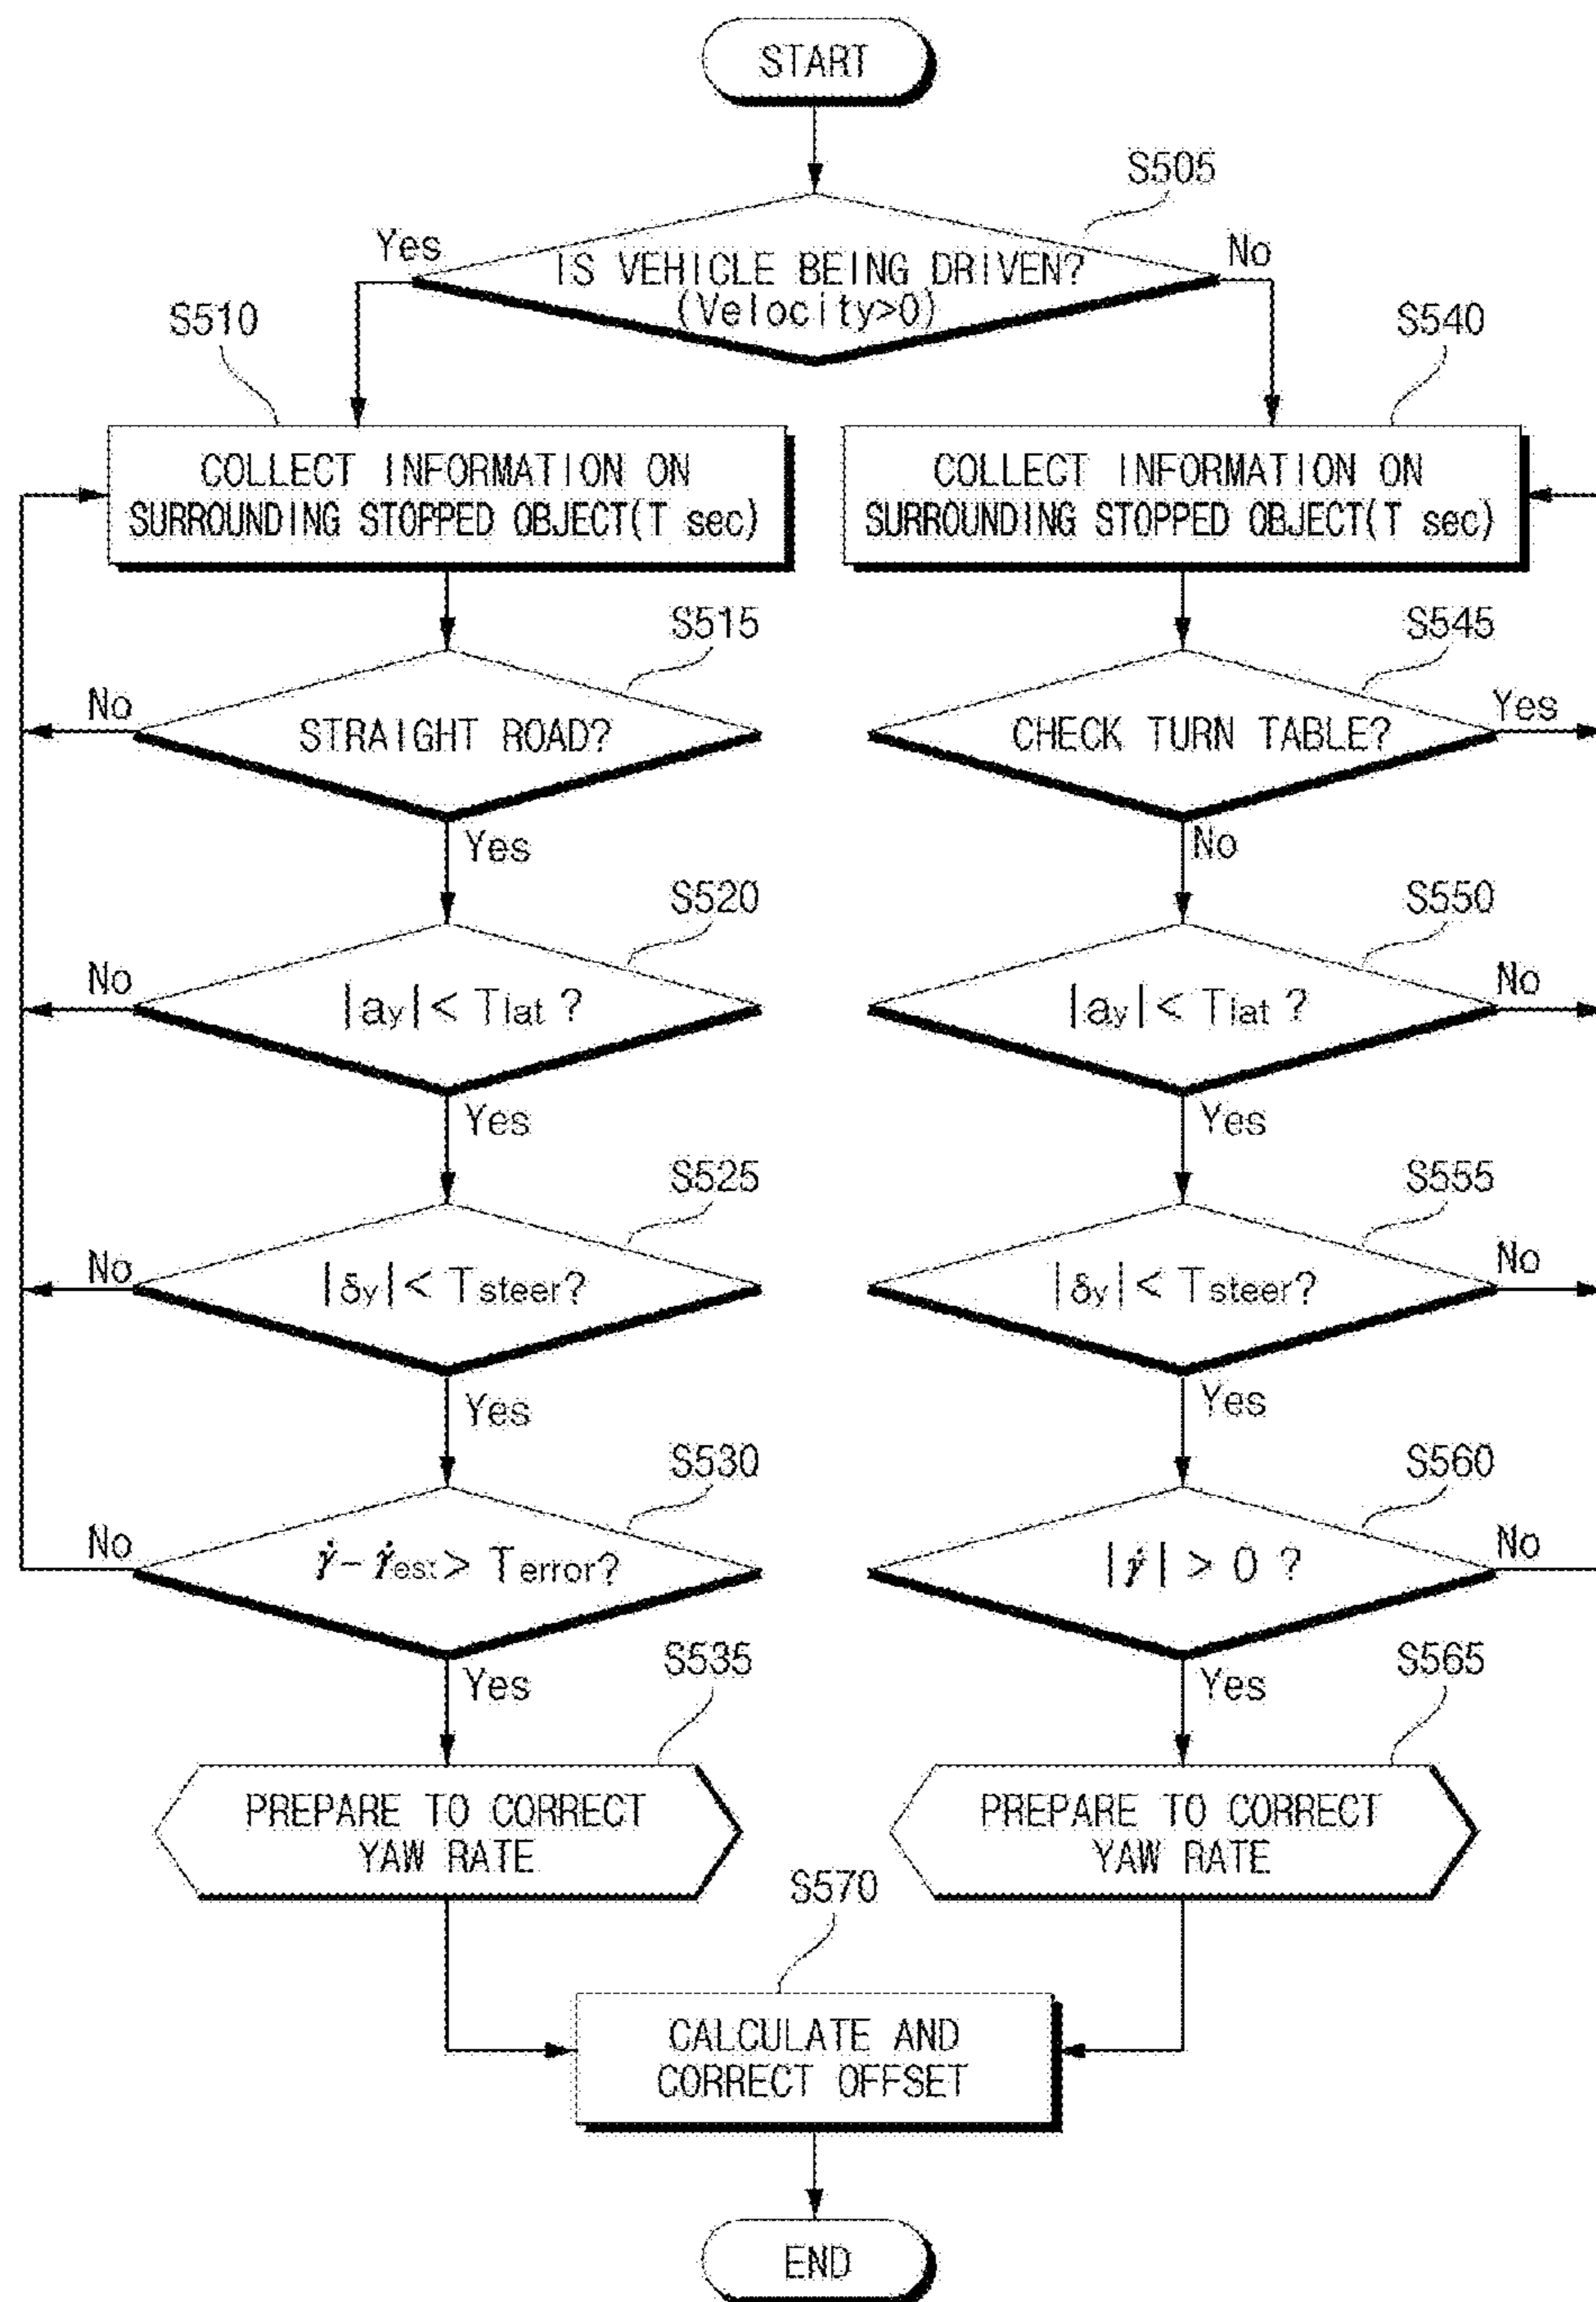 START
S505
Yes
No
IS VEHICLE BEING DRIVEN?
(Velocity>0)
S510
S540
COLLECT INFORMATION ON
SURROUNDING STOPPED OBJECT(T sec)
COLLECT INFORMATION ON
SURROUNDING STOPPED OBJECT(T sec)
S515
S545
No
STRAIGHT ROAD?
CHECK TURN TABLE?
Yes
Yes
No
S520
S550
No
|ay| < Tlat ?
|ay| < Tlat ?
No
Yes
Yes
S525
S555
No
|δy| < Tsteer?
|δy| < Tsteer?
No
Yes
Yes
S530
S560
No
γ̇ - γ̇est > Terror?
|γ̇| > 0 ?
No
Yes
Yes
S535
S565
PREPARE TO CORRECT
YAW RATE
PREPARE TO CORRECT
YAW RATE
S570
CALCULATE AND
CORRECT OFFSET
END